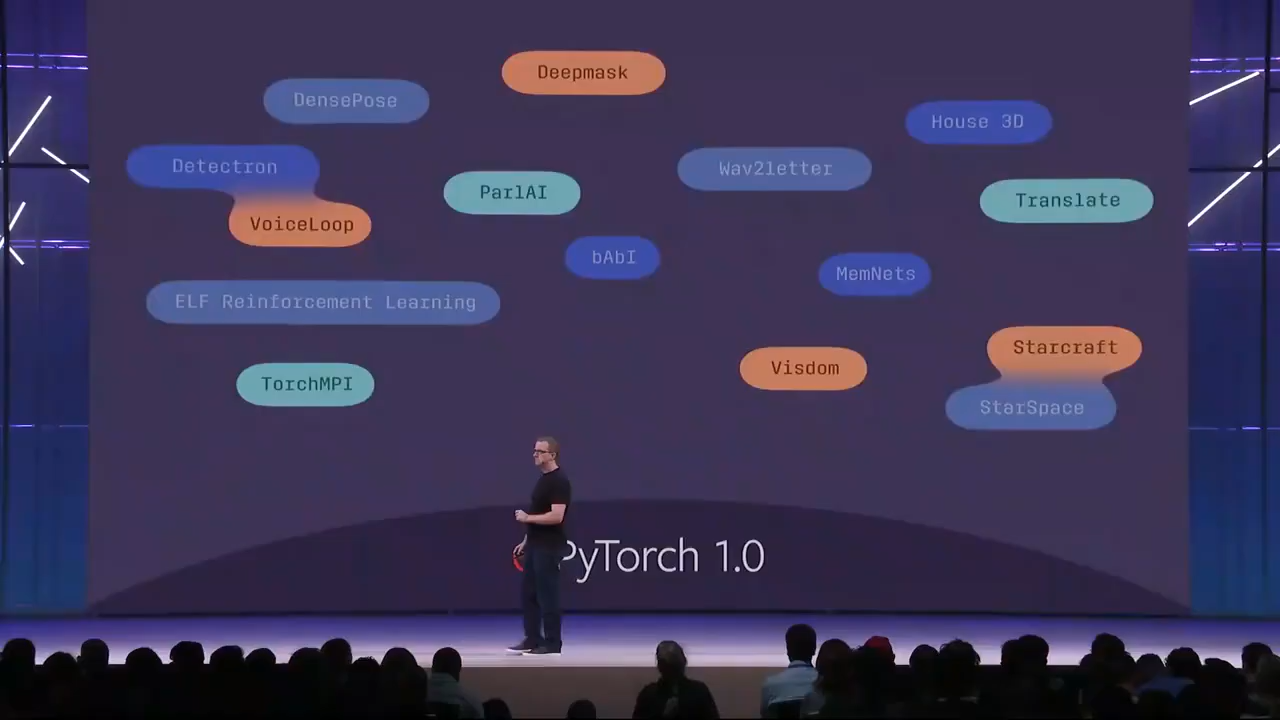 Deepmask
DensePose
House 3D
Detectron
Wav2letter
ParlAI
Translate
VoiceLoop
bAbI
MemNets
ELF Reinforcement Learning
Starcraft
Visdom
TorchMPI
StarSpace
PyTorch 1.0